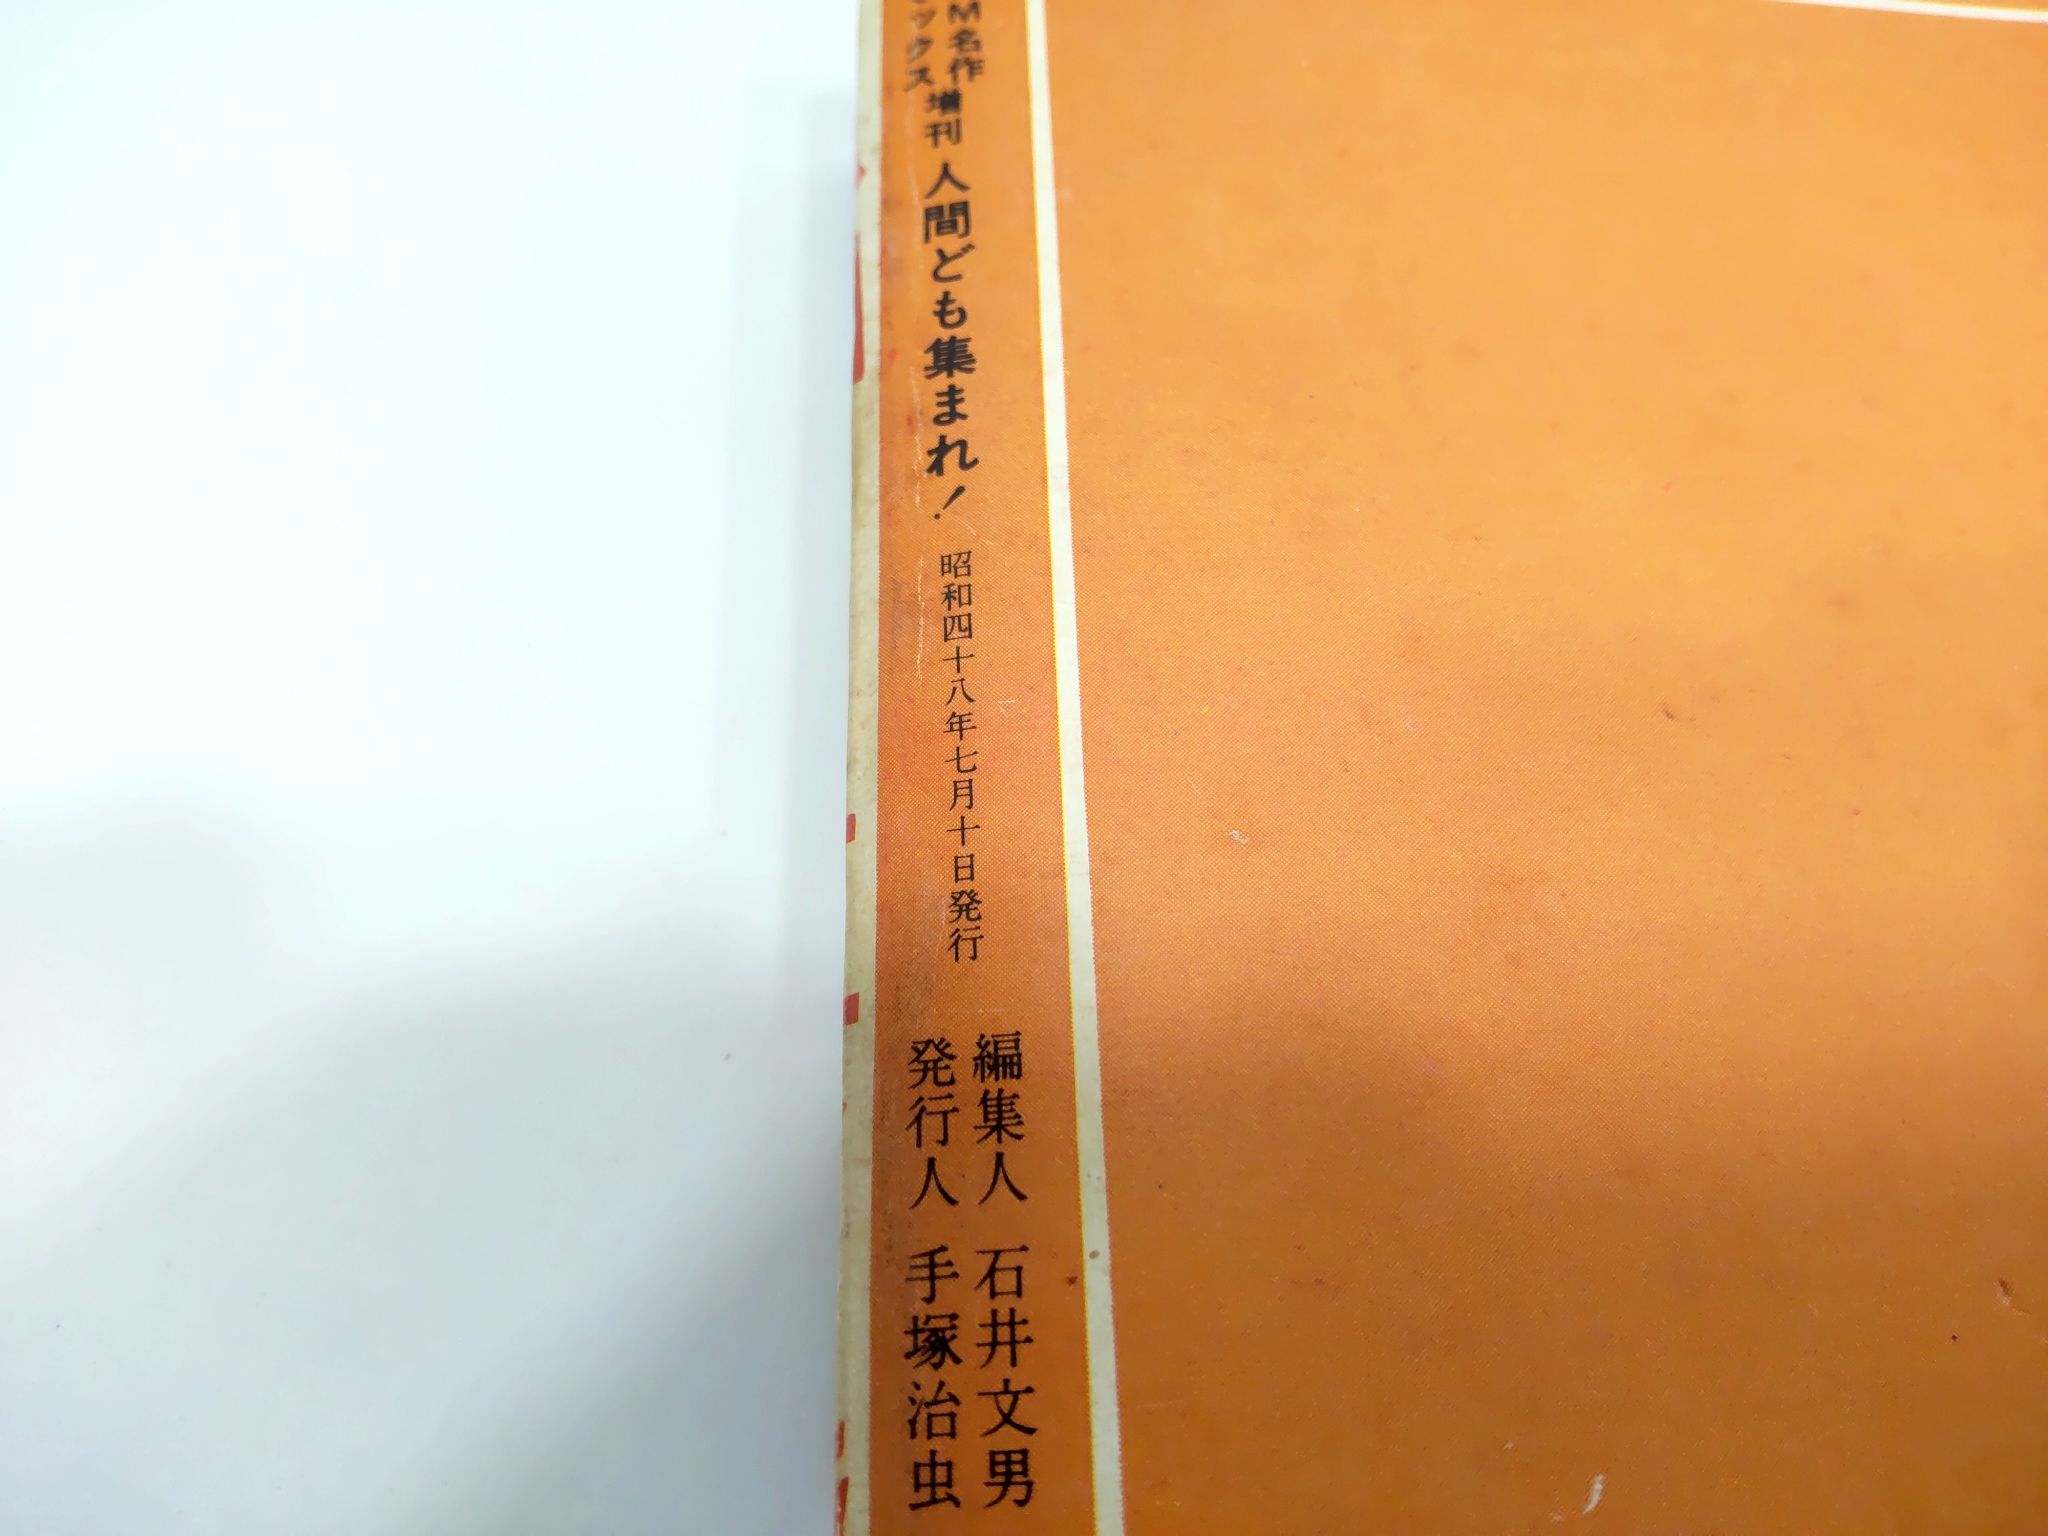 M名作
ックス
増刊 人間ども集まれ! 昭和四十八年七月十日発行
編集人 石井文男
発行人 手塚治虫